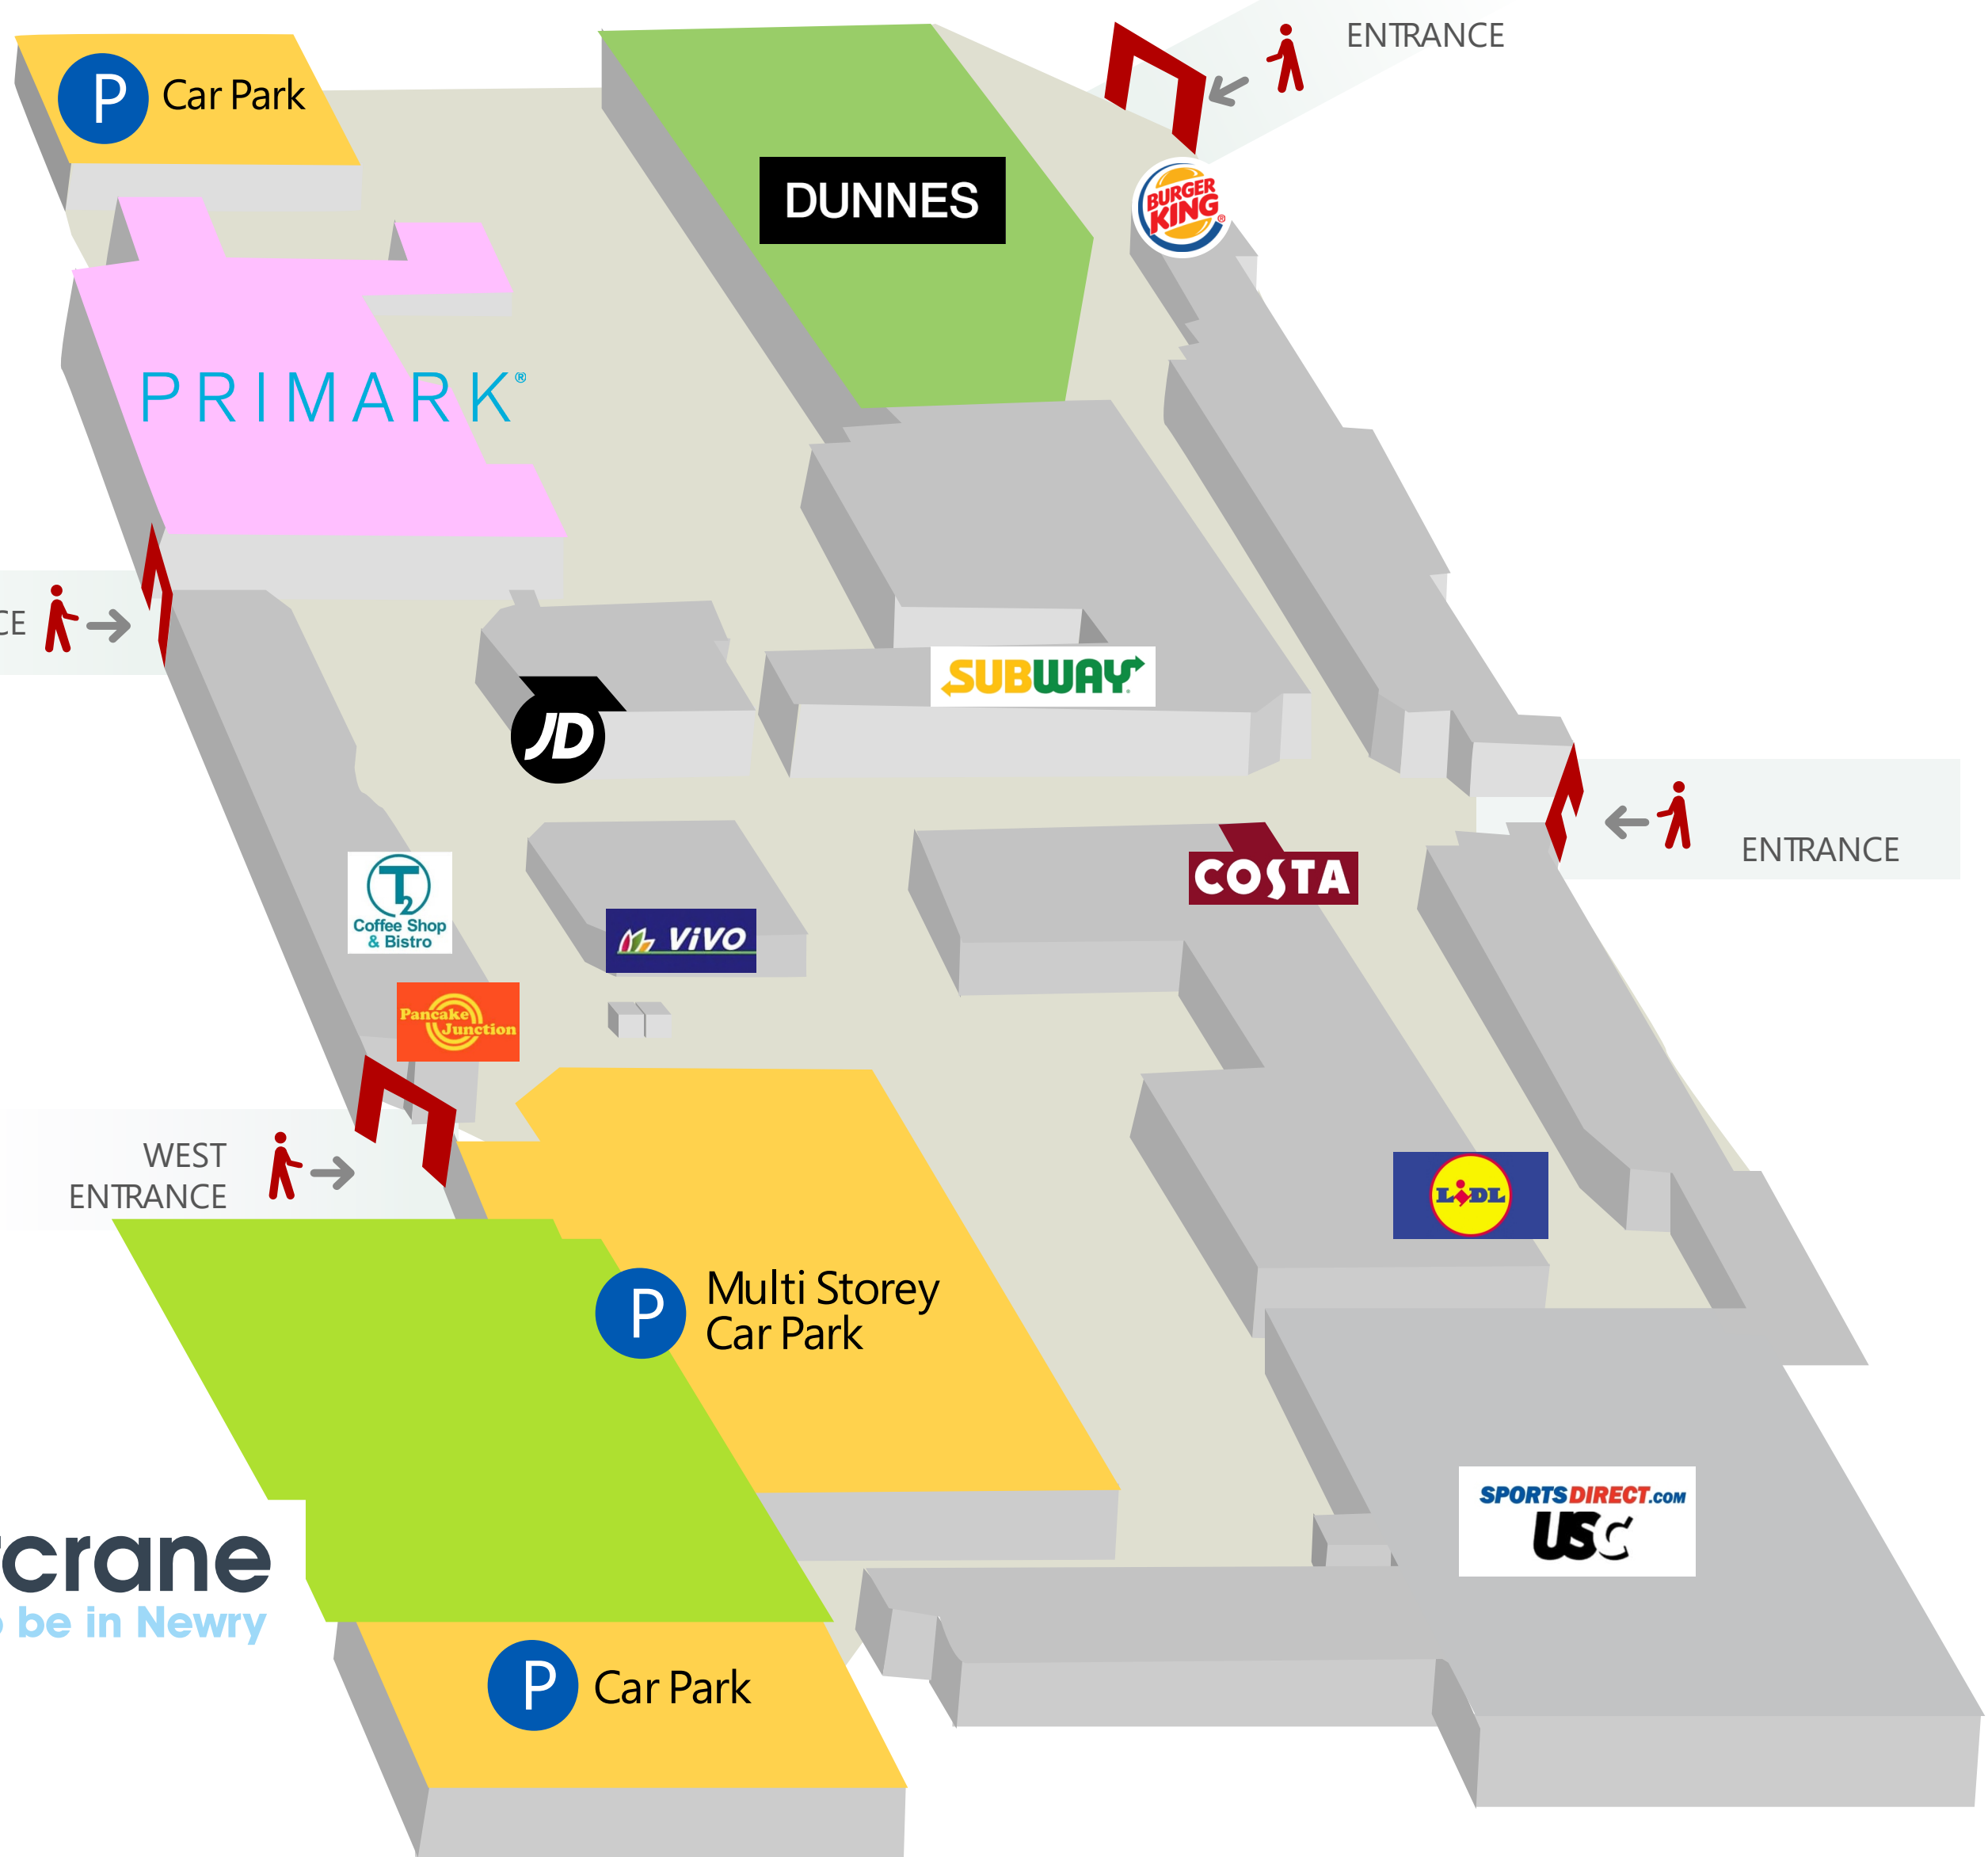 ENTRANCE
P Car Park
DUNNES
BURGER
KING®
PRIMARK®
CE
SUBWAY®
JD
ENTRANCE
COSTA
T2
Coffee Shop
& Bistro
ViVO
Pancake
Junction
WEST
ENTRANCE
LIDL
P Multi Storey
Car Park
SPORTSDIRECT.COM
USC
crane
be in Newry
P Car Park